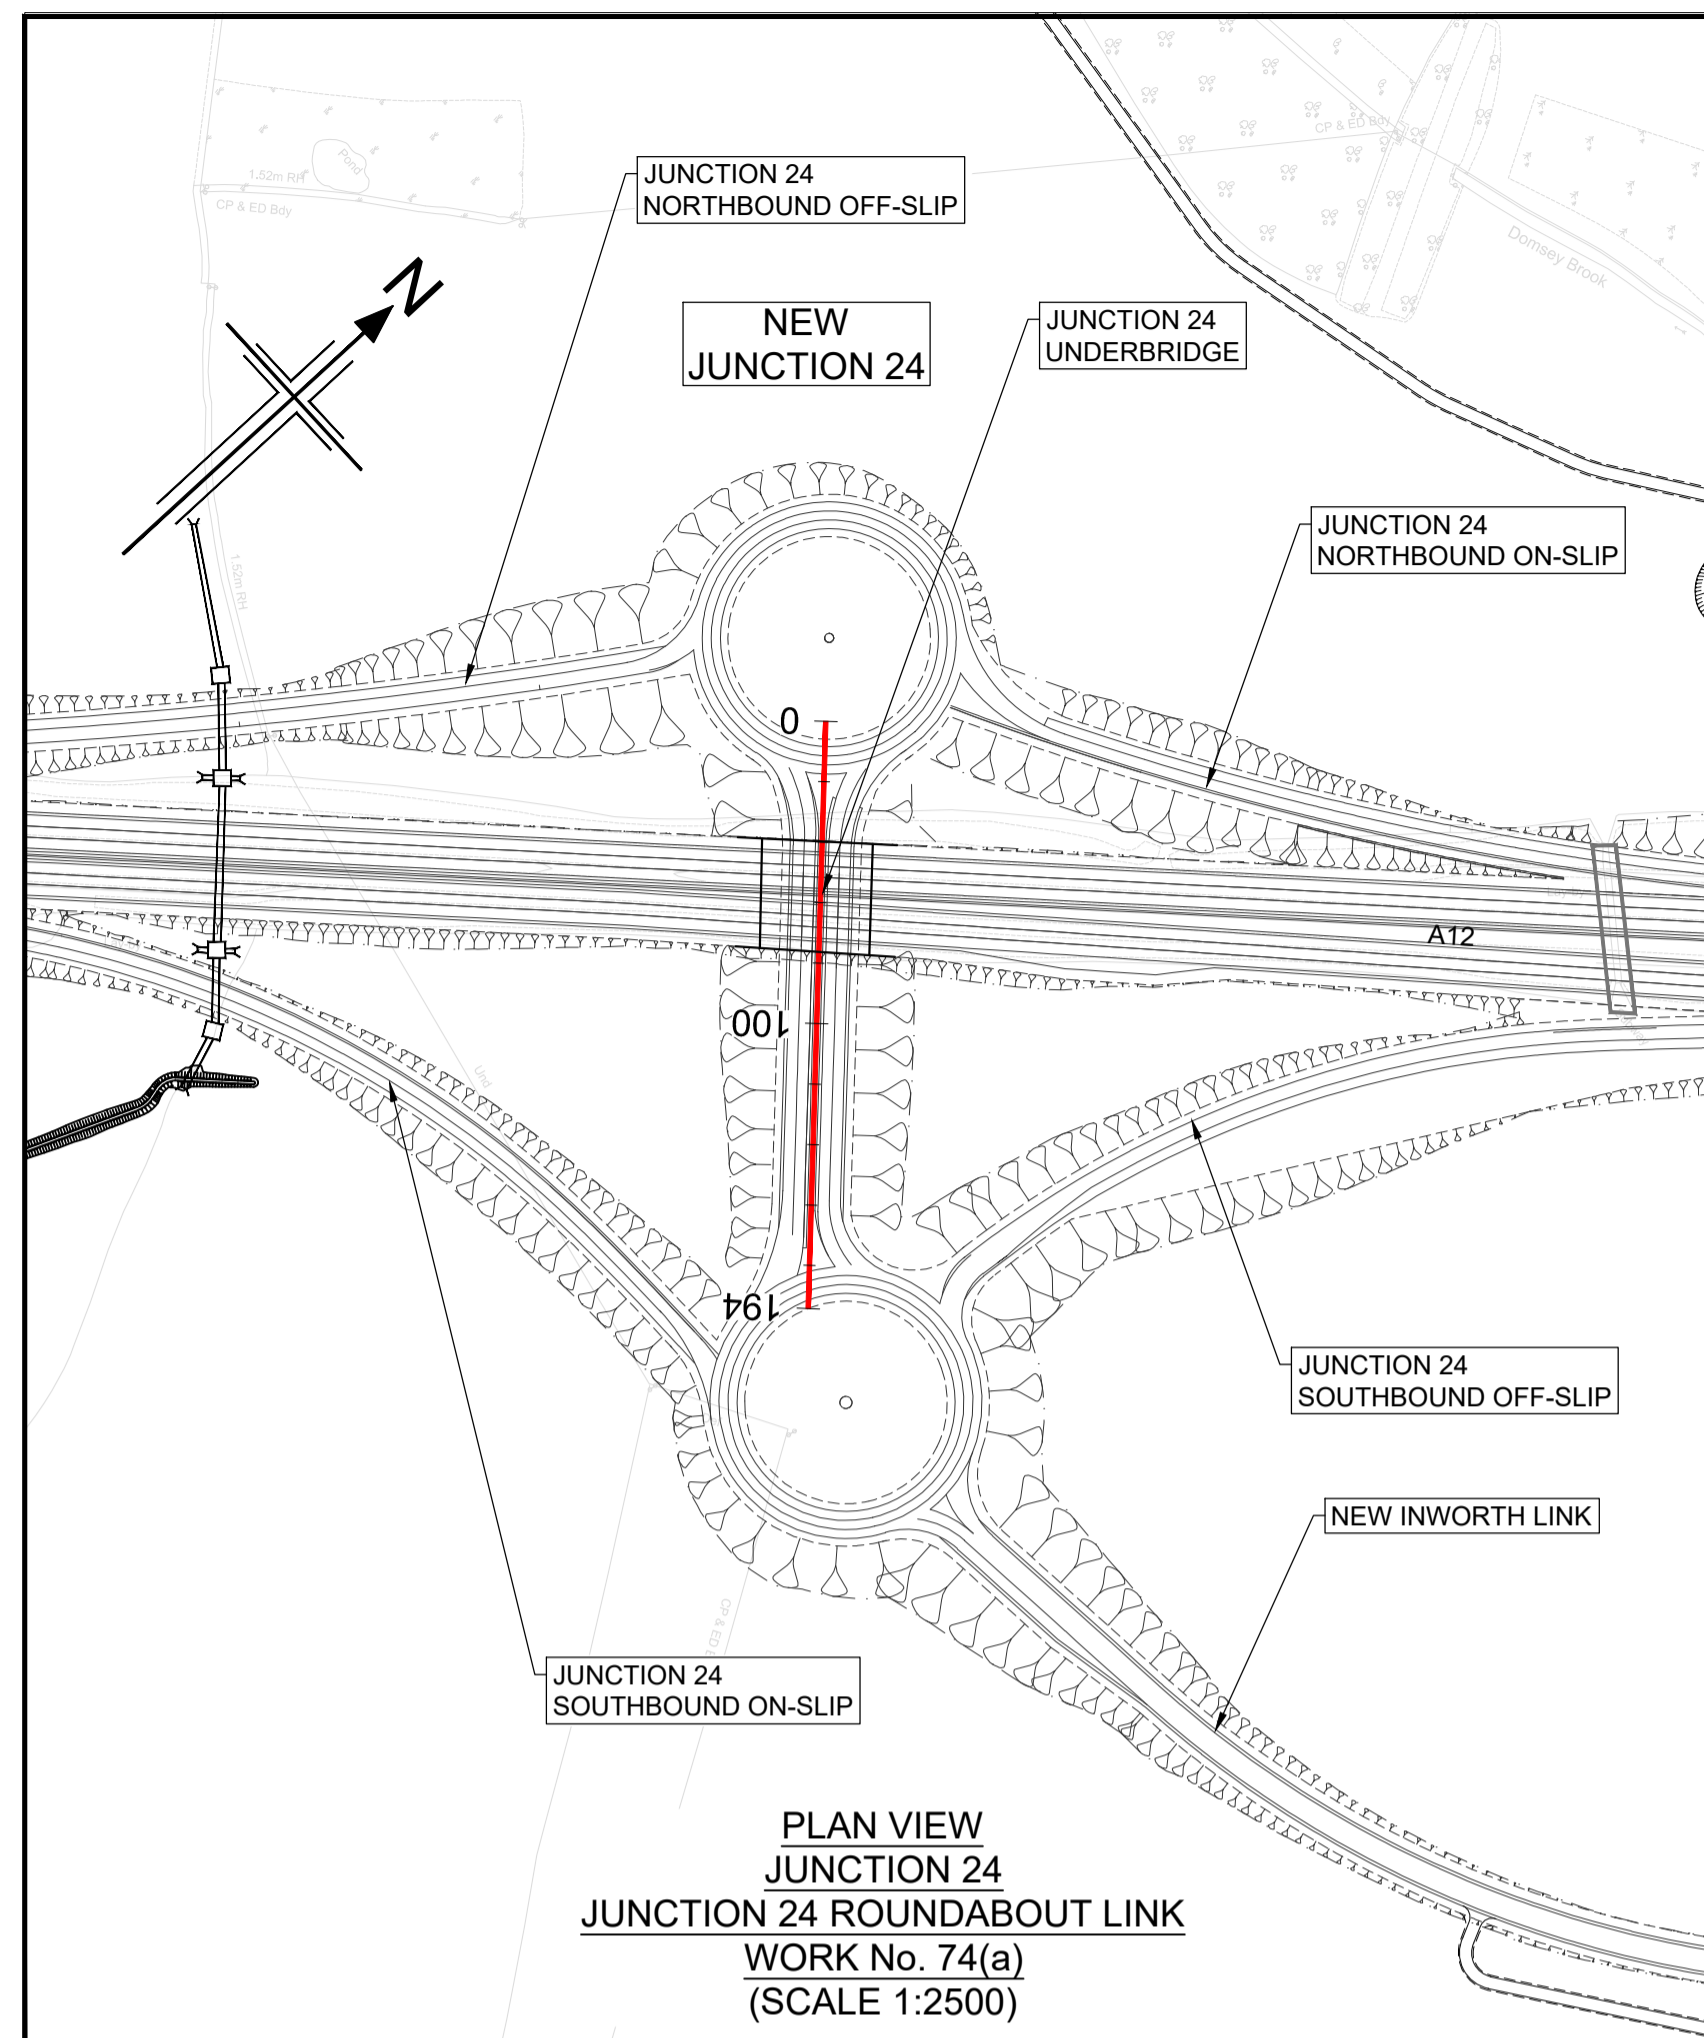 CP & ED Bdy
Pond
1.52m RH
CP & ED Bdy
JUNCTION 24
NORTHBOUND OFF-SLIP
Domsey Brook
N
NEW
JUNCTION 24
JUNCTION 24
UNDERBRIDGE
JUNCTION 24
NORTHBOUND ON-SLIP
1.52m RH
0
A12
100
Und
194
JUNCTION 24
SOUTHBOUND OFF-SLIP
NEW INWORTH LINK
CP & ED
JUNCTION 24
SOUTHBOUND ON-SLIP
PLAN VIEW
JUNCTION 24
JUNCTION 24 ROUNDABOUT LINK
WORK No. 74(a)
(SCALE 1:2500)